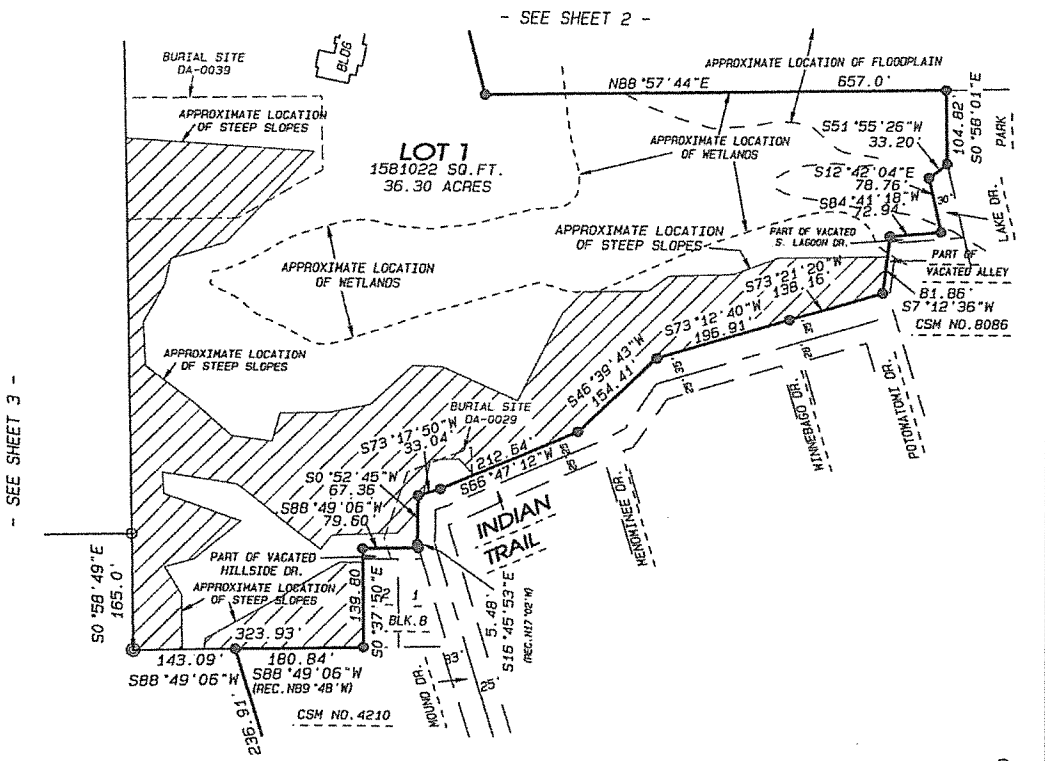 - SEE SHEET 2 -
BURIAL SITE
DA-0039
BLDG
APPROXIMATE LOCATION OF FLOODPLAIN
N88°57'44"E
657.0'
104.82'
S0°58'01"E
PARK
LAKE DR.
APPROXIMATE LOCATION
OF STEEP SLOPES
S51°55'26"W
33.20'
APPROXIMATE LOCATION
OF WETLANDS
LOT 1
1581022 SQ.FT.
36.30 ACRES
S12°42'04"E
78.76'
S84°41'18"W
72.94'
30'
APPROXIMATE LOCATION
OF STEEP SLOPES
PART OF VACATED
S. LAGOON DR.
PART OF
VACATED ALLEY
APPROXIMATE LOCATION
OF WETLANDS
S73°21'20"W
138.16'
81.86'
S7°12'36"W
CSM NO.8086
S73°12'40"W
196.91'
APPROXIMATE LOCATION
OF STEEP SLOPES
S46°39'43"W
154.41'
35'
- SEE SHEET 3 -
BURIAL SITE
DA-0029
S73°17'50"W
33.04'
212.64'
S66°47'12"W
S0°52'45"W
67.36
S88°49'06"W
79.60'
INDIAN
TRAIL
MENOMINEE DR.
WINNEBAGO DR.
POTOWATOMI DR.
PART OF VACATED
HILLSIDE DR.
S0°58'49"E
165.0'
APPROXIMATE LOCATION
OF STEEP SLOPES
139.80
S0°37'50"E
2
1
BLK.8
5.48'
S16°45'53"E
(REC.N17°02'W)
323.93'
143.09'
S88°49'06"W
180.84'
S88°49'06"W
(REC.N89°48'W)
MOUND DR.
33'
25'
236.91'
CSM NO.4210